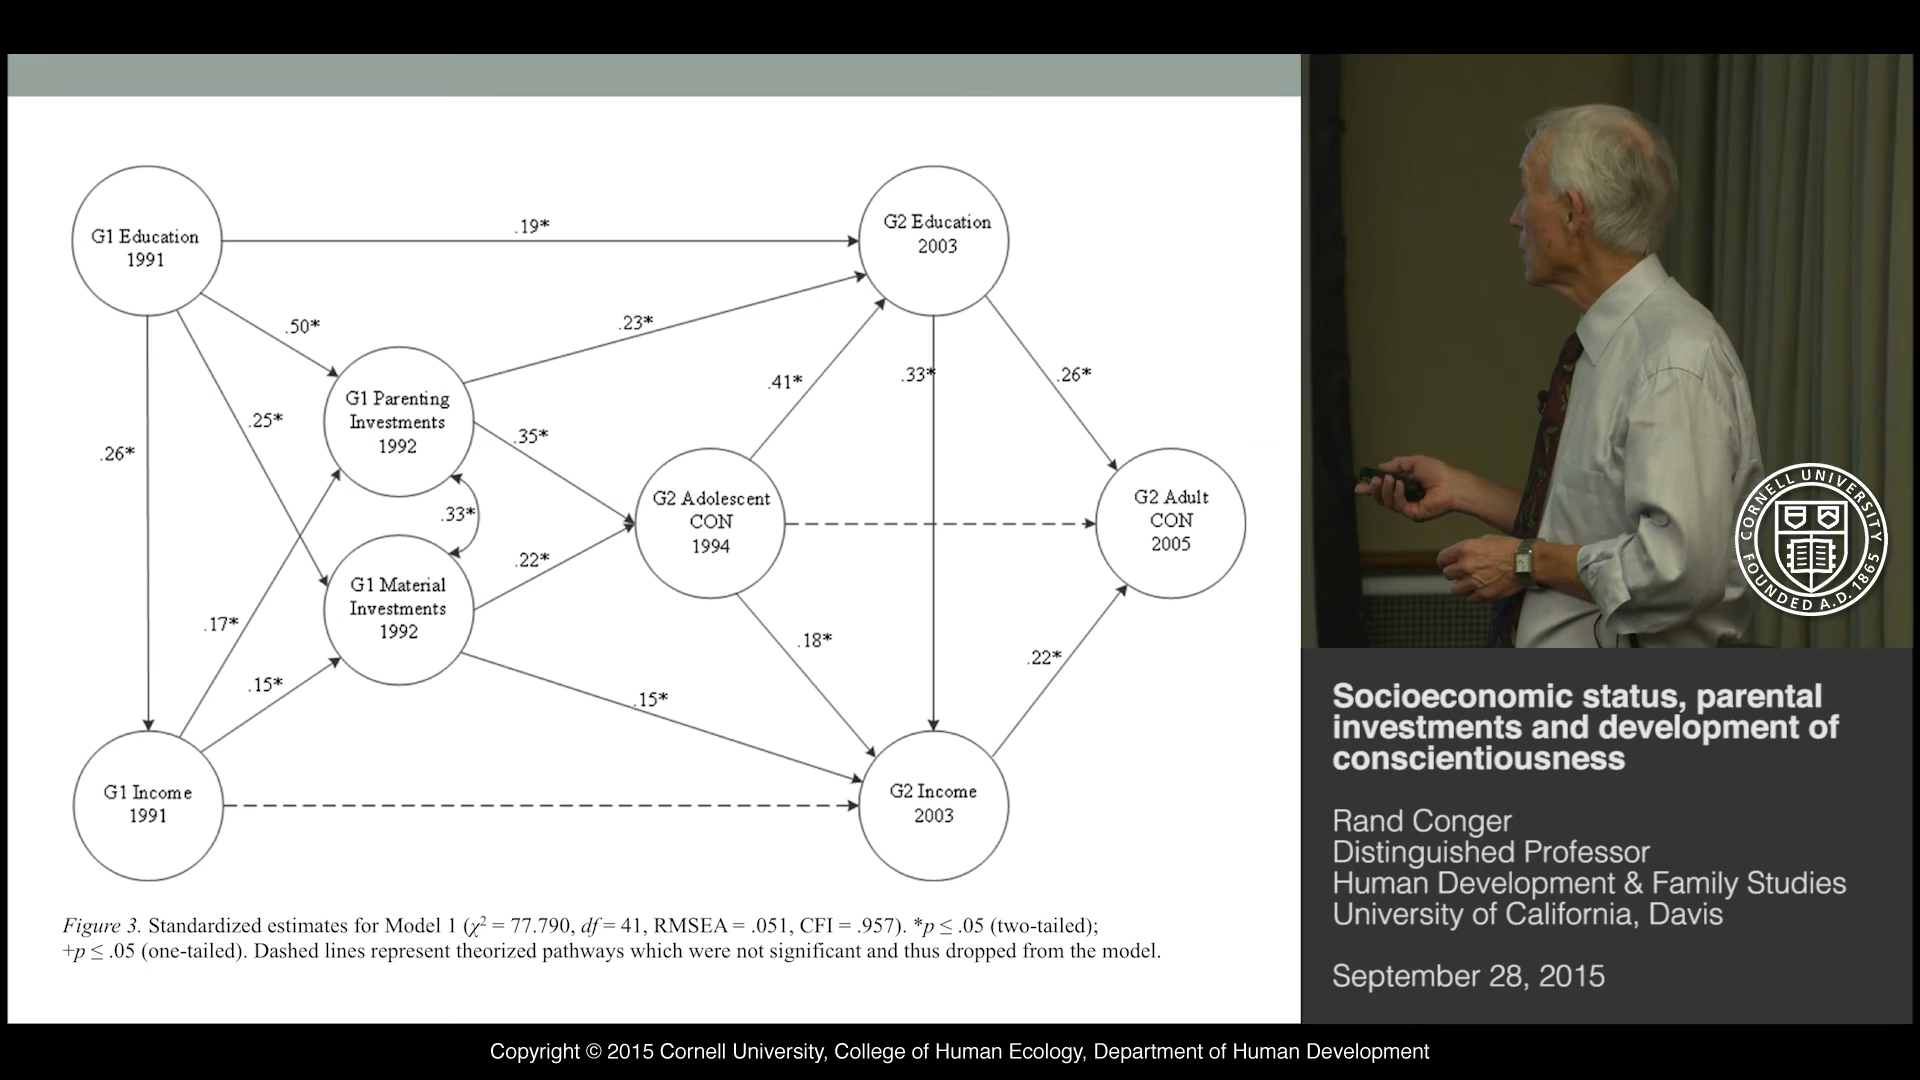 G1 Education
1991
.19*
G2 Education
2003
.50*
.23*
G1 Parenting
Investments
1992
.41*
.33*
.26*
.25*
.26*
.35*
.33*
G2 Adolescent
CON
1994
G2 Adult
CON
2005
.22*
G1 Material
Investments
1992
.17*
.15*
.18*
.22*
.15*
G1 Income
1991
G2 Income
2003
Figure 3. Standardized estimates for Model 1 (χ² = 77.790, df = 41, RMSEA = .051, CFI = .957). *p ≤ .05 (two-tailed);
+p ≤ .05 (one-tailed). Dashed lines represent theorized pathways which were not significant and thus dropped from the model.
CORNELL UNIVERSITY
FOUNDED A.D. 1865
Socioeconomic status, parental
investments and development of
conscientiousness
Rand Conger
Distinguished Professor
Human Development & Family Studies
University of California, Davis
September 28, 2015
Copyright © 2015 Cornell University, College of Human Ecology, Department of Human Development